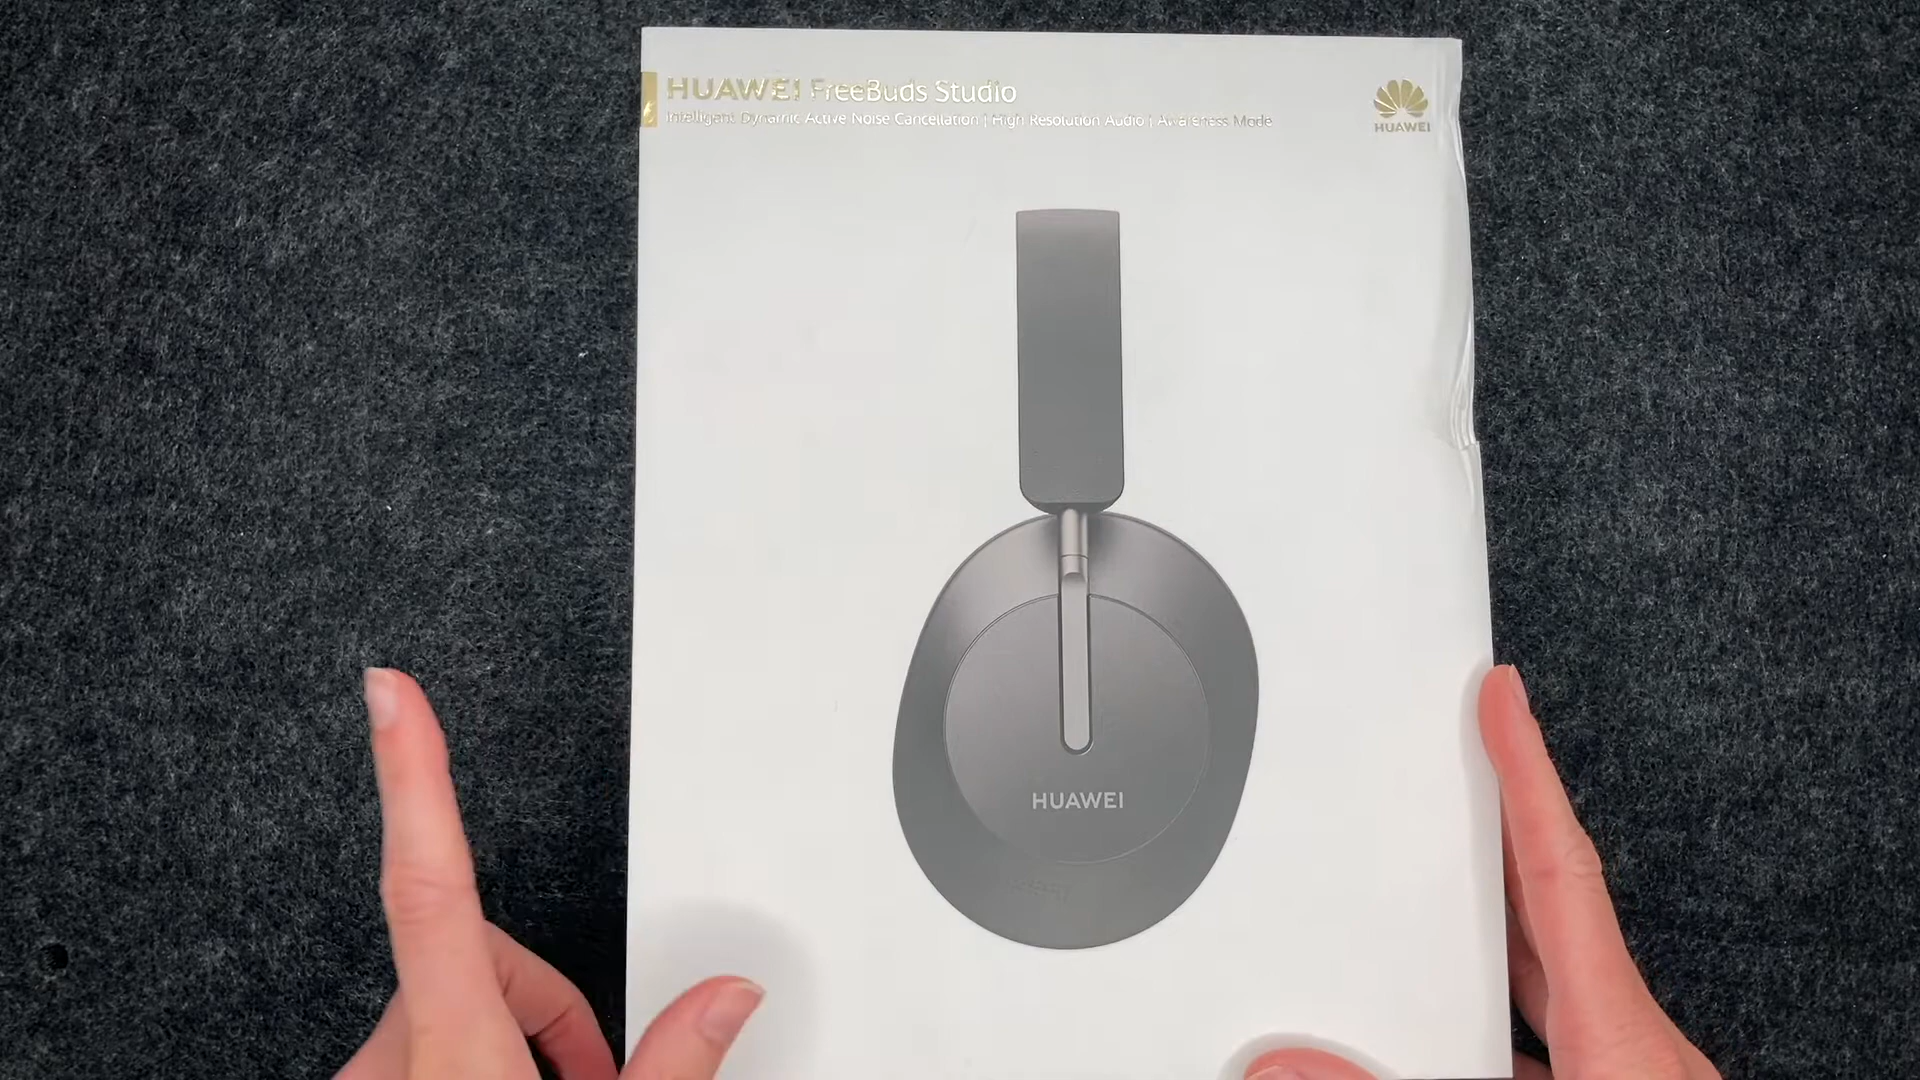 HUAWEI FreeBuds Studio
Intelligent Dynamic Active Noise Cancellation | High Resolution Audio | Awareness Mode
HUAWEI
HUAWEI